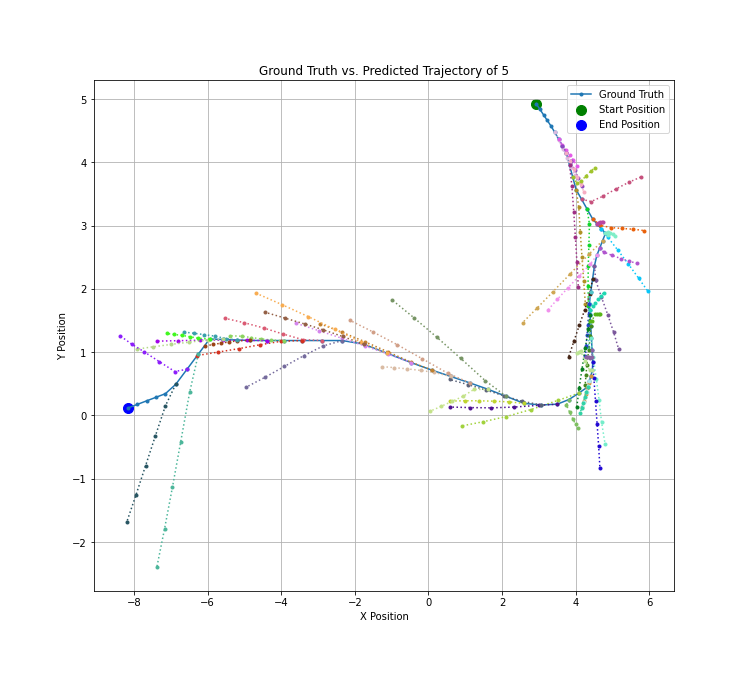 Ground Truth vs. Predicted Trajectory of 5
Ground Truth
Start Position
End Position
5
4
3
2
1
0
−1
−2
Y Position
−8
−6
−4
−2
0
2
4
6
X Position